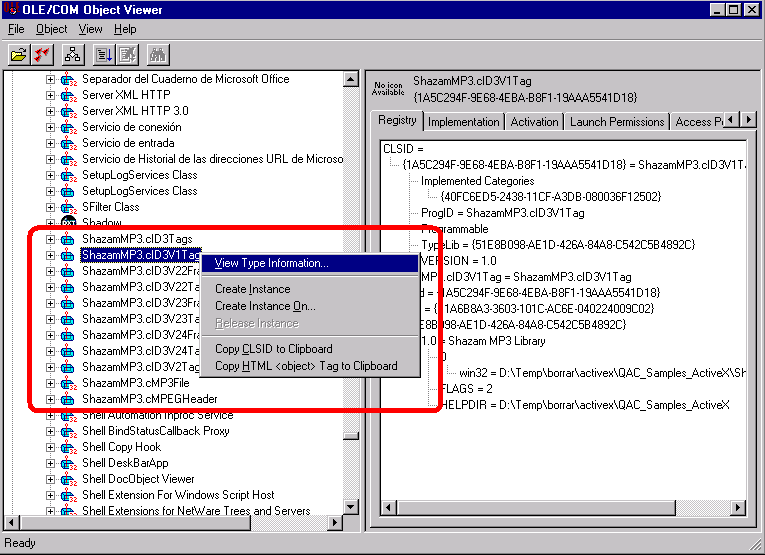 OLE/COM Object Viewer
File Object View Help
Separador del Cuaderno de Microsoft Office
Server XML HTTP
Server XML HTTP 3.0
Servicio de conexión
Servicio de entrada
Servicio de Historial de las direcciones URL de Microso
SetupLogServices Class
SetupLogServices Class
SFilter Class
Shadow
ShazamMP3.cID3Tags
ShazamMP3.cID3V1Tag
ShazamMP3.cID3V22Fra
ShazamMP3.cID3V22Ta
ShazamMP3.cID3V23Fra
ShazamMP3.cID3V23Ta
ShazamMP3.cID3V24Fra
ShazamMP3.cID3V24Ta
ShazamMP3.cID3V2Tag
ShazamMP3.cMP3File
ShazamMP3.cMPEGHeader
Shell Automation Inproc Service
Shell BindStatusCallback Proxy
Shell Copy Hook
Shell DeskBarApp
Shell DocObject Viewer
Shell Extension For Windows Script Host
Shell Extensions for NetWare Trees and Servers
View Type Information...
Create Instance
Create Instance On...
Release Instance
Copy CLSID to Clipboard
Copy HTML <object> Tag to Clipboard
No icon
Available
ShazamMP3.cID3V1Tag
{1A5C294F-9E68-4EBA-B8F1-19AAA5541D18}
Registry Implementation Activation Launch Permissions Access P
CLSID =
{1A5C294F-9E68-4EBA-B8F1-19AAA5541D18} = ShazamMP3.cID3V1T
Implemented Categories
{40FC6ED5-2438-11CF-A3DB-080036F12502}
ProgID = ShazamMP3.cID3V1Tag
Programmable
TypeLib = {51E8B098-AE1D-426A-84A8-C542C5B4892C}
VERSION = 1.0
MP3.cID3V1Tag = ShazamMP3.cID3V1Tag
d = {1A5C294F-9E68-4EBA-B8F1-19AAA5541D18}
= {01A6B8A3-3603-101C-AC6E-040224009C02}
E8B098-AE1D-426A-84A8-C542C5B4892C}
1.0 = Shazam MP3 Library
0
win32 = D:\Temp\borrar\activex\QAC_Samples_ActiveX\Sh
FLAGS = 2
HELPDIR = D:\Temp\borrar\activex\QAC_Samples_ActiveX
Ready